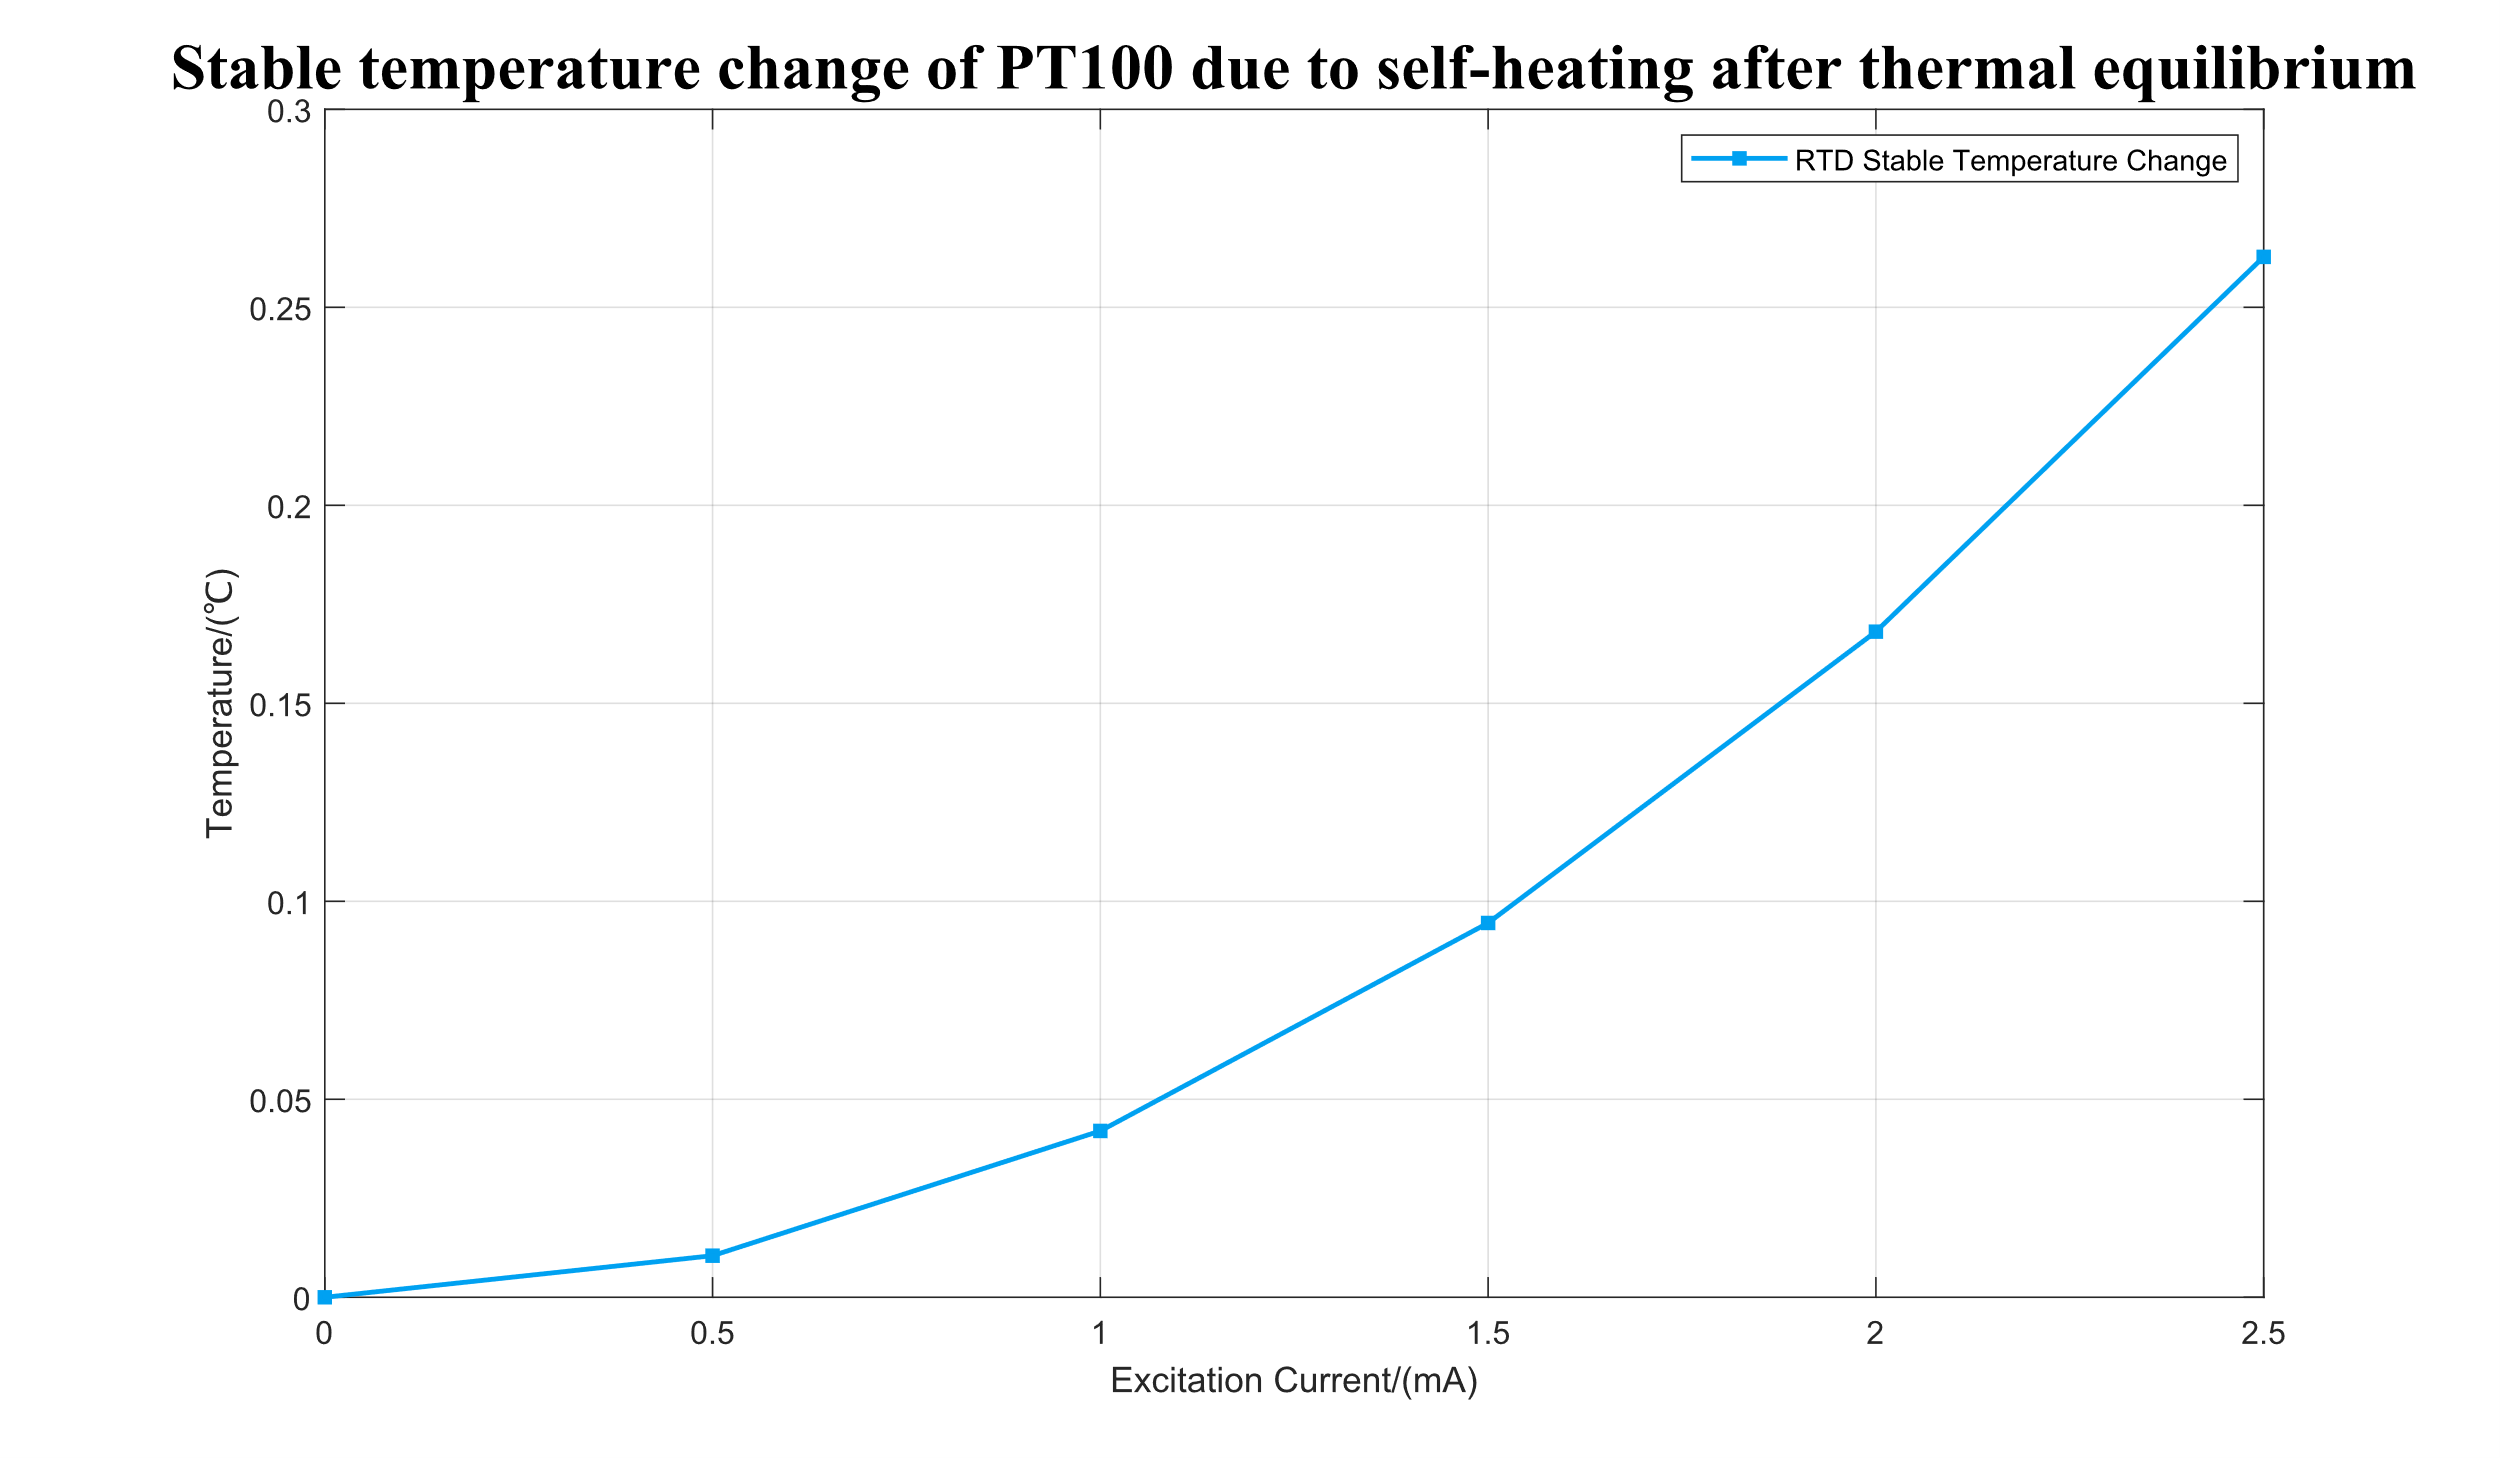 Stable temperature change of PT100 due to self-heating after thermal equilibrium
0.3
RTD Stable Temperature Change
0.25
0.2
0.15
Temperature/(°C)
0.1
0.05
0
0 0.5 1 1.5 2 2.5
Excitation Current/(mA)